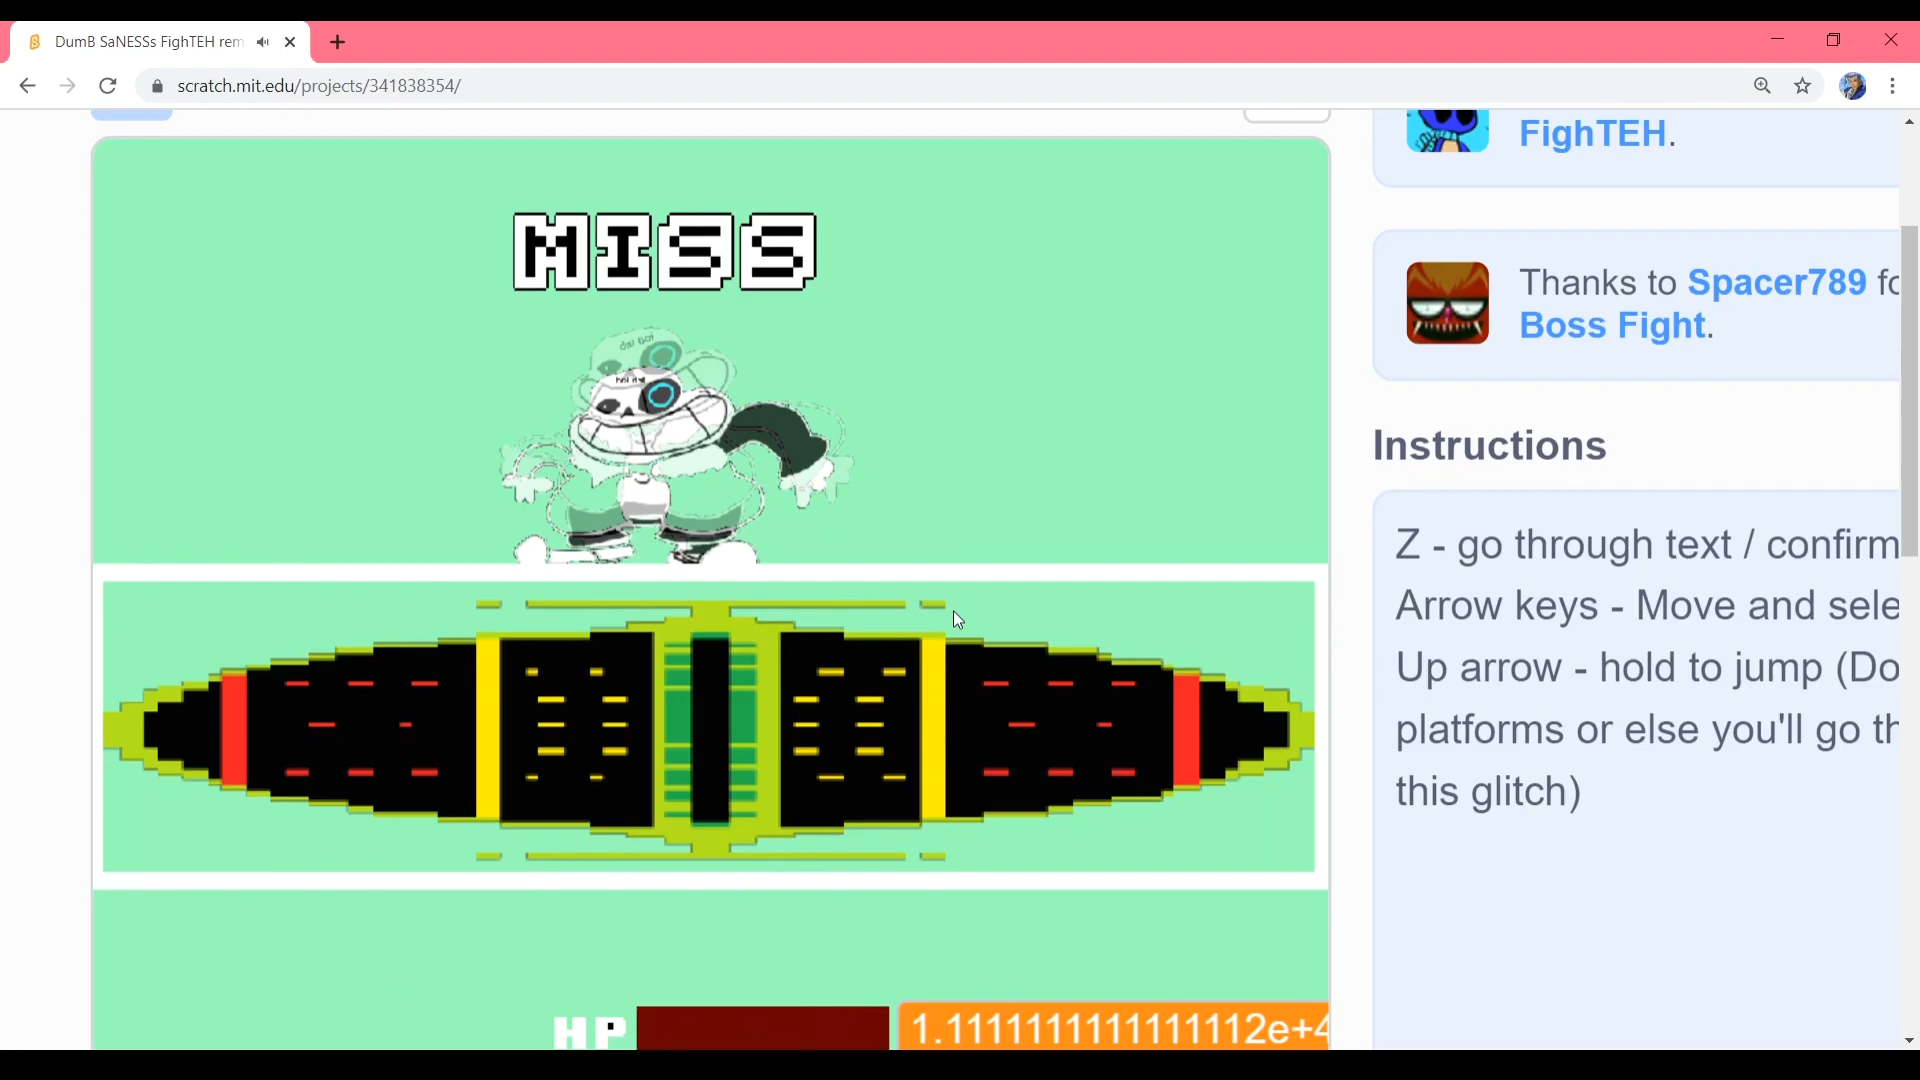 DumB SaNESSs FighTEH rem
scratch.mit.edu/projects/341838354/
FighTEH.
MISS
Thanks to Spacer789 fo
Boss Fight.
Instructions
Z - go through text / confirm
Arrow keys - Move and sele
Up arrow - hold to jump (Do
platforms or else you'll go th
this glitch)
HP
1.1111111111111112e+4